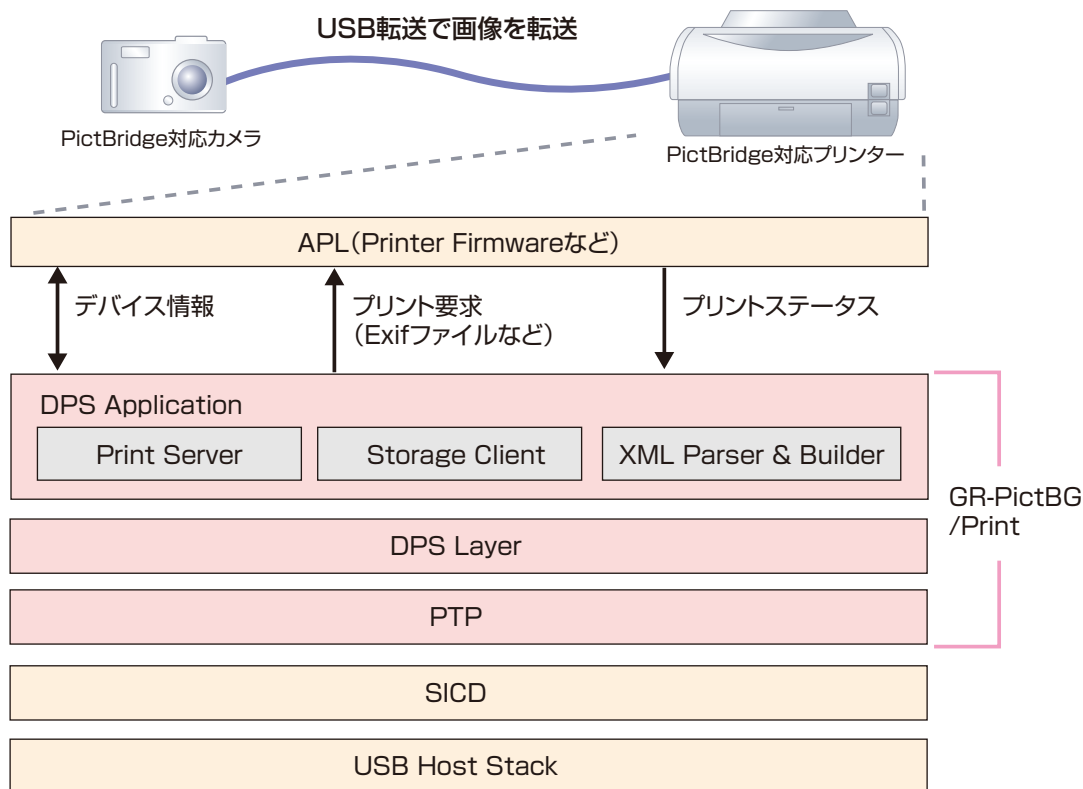 USB転送で画像を転送
PictBridge対応カメラ
PictBridge対応プリンター
APL(Printer Firmwareなど)
デバイス情報
プリント要求
(Exifファイルなど)
プリントステータス
DPS Application
Print Server
Storage Client
XML Parser & Builder
GR-PictBG
/Print
DPS Layer
PTP
SICD
USB Host Stack